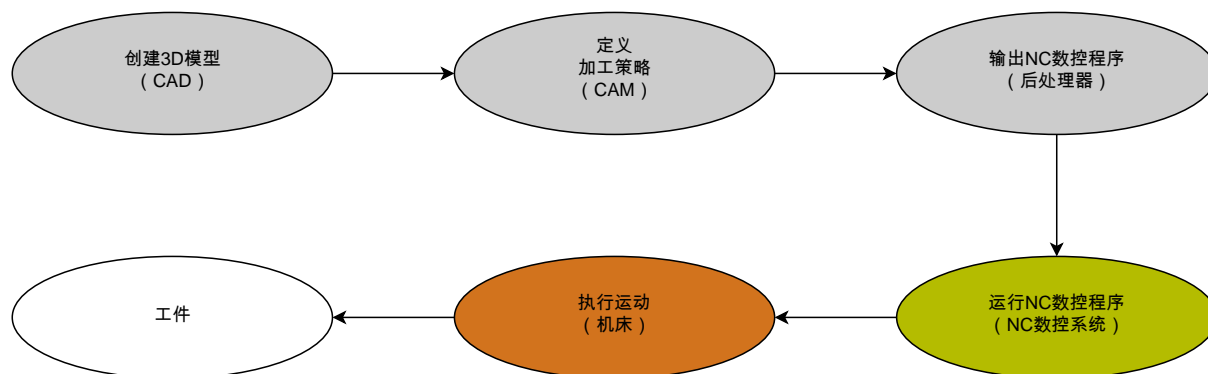 创建3D模型
（CAD）
定义
加工策略
（CAM）
输出NC数控程序
（后处理器）
运行NC数控程序
（NC数控系统）
执行运动
（机床）
工件